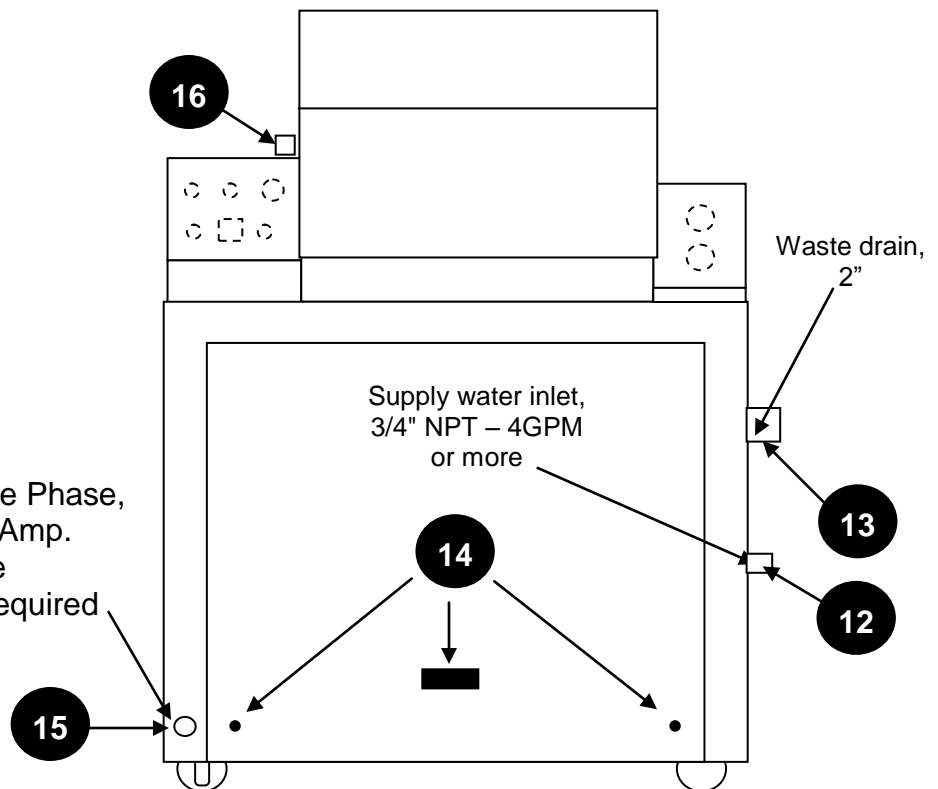 16
Waste drain,
2”
Supply water inlet,
3/4" NPT – 4GPM
or more
13
Phase,
Amp.
14
equired
12
15